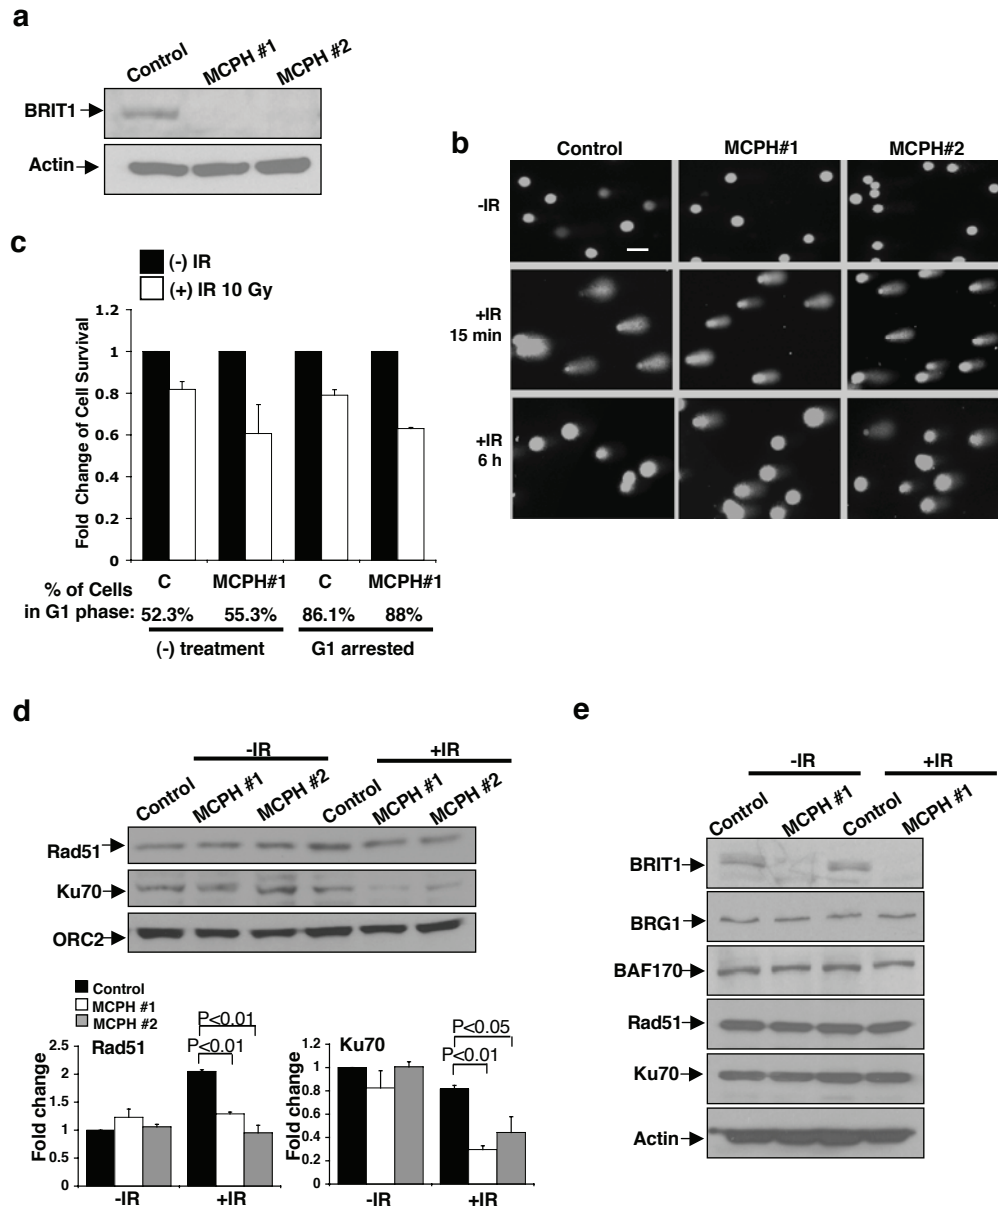 a
Control
MCPH #1
MCPH #2
BRIT1
Actin
b
Control
MCPH#1
MCPH#2
-IR
+IR
15 min
+IR
6 h
c
(-) IR
(+) IR 10 Gy
Fold Change of Cell Survival
1.2
1
0.8
0.6
0.4
0.2
0
C
MCPH#1
C
MCPH#1
% of Cells
in G1 phase:
52.3%
55.3%
86.1%
88%
(-) treatment
G1 arrested
d
-IR
+IR
Control
MCPH #1
MCPH #2
Control
MCPH #1
MCPH #2
Rad51
Ku70
ORC2
Control
MCPH #1
MCPH #2
Rad51
Fold change
2.5
2
1.5
1
0.5
0
P<0.01
P<0.01
-IR
+IR
Ku70
Fold change
1.2
1
0.8
0.6
0.4
0.2
0
P<0.05
P<0.01
-IR
+IR
e
-IR
+IR
Control
MCPH #1
Control
MCPH #1
BRIT1
BRG1
BAF170
Rad51
Ku70
Actin